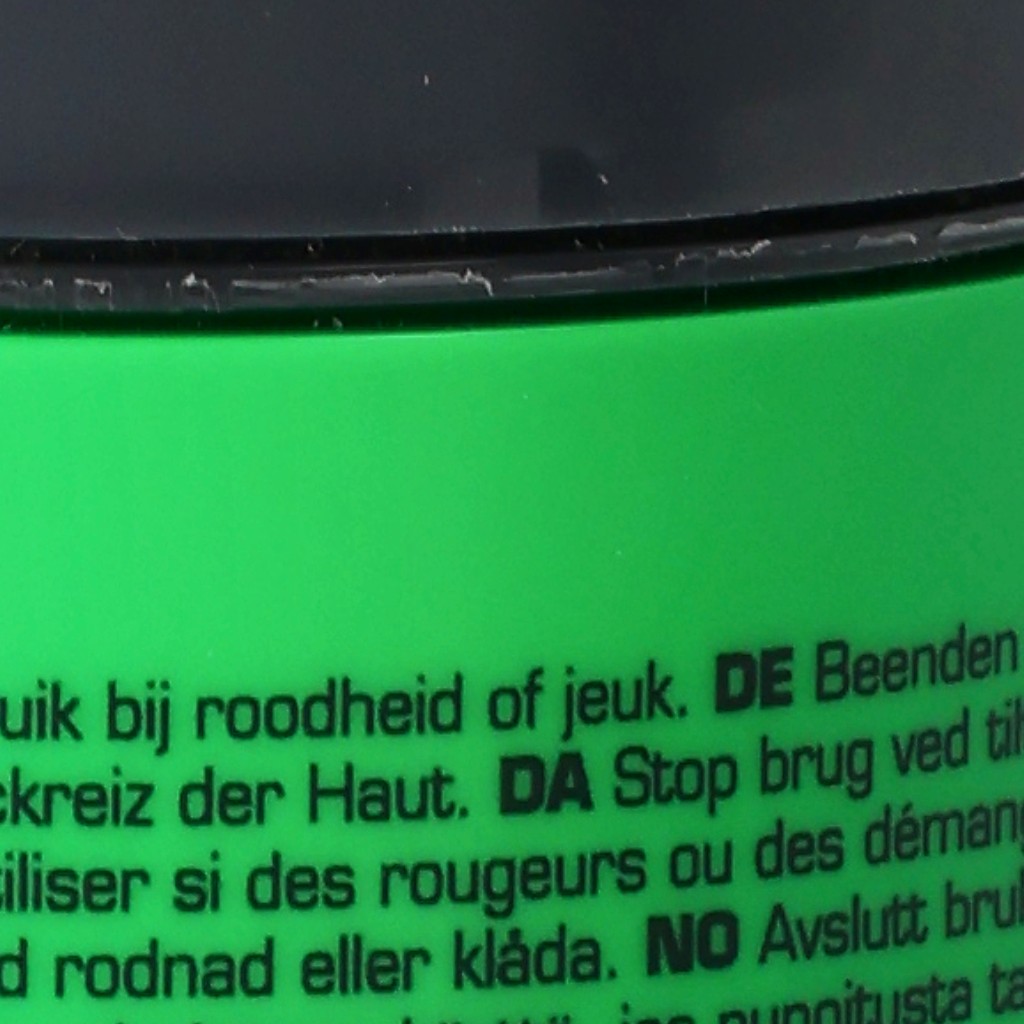 uik bij roodheid of jeuk. DE Beenden
ckreiz der Haut. DA Stop brug ved til
tiliser si des rougeurs ou des démang
d rodnad eller klåda. NO Avslutt bruk